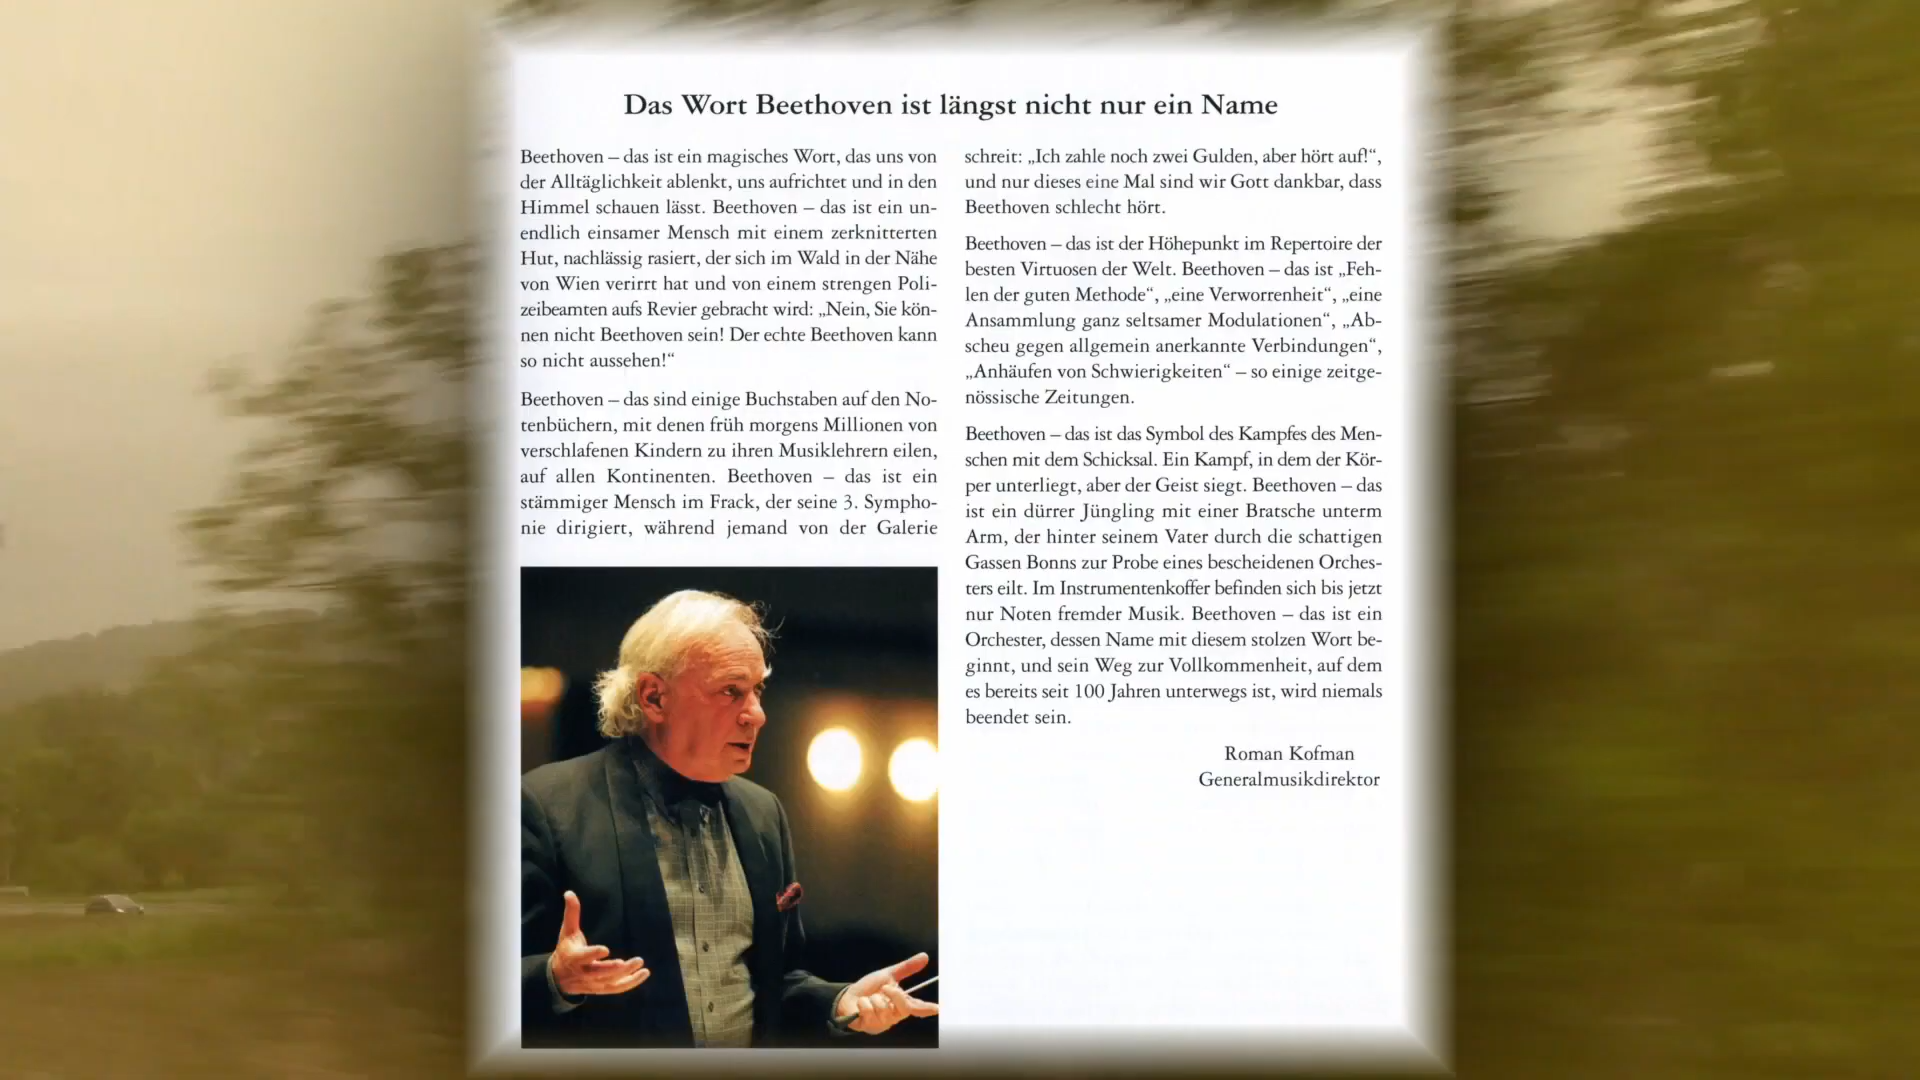 Das Wort Beethoven ist längst nicht nur ein Name
Beethoven – das ist ein magisches Wort, das uns von
der Alltäglichkeit ablenkt, uns aufrichtet und in den
Himmel schauen lässt. Beethoven – das ist ein un-
endlich einsamer Mensch mit einem zerknitterten
Hut, nachlässig rasiert, der sich im Wald in der Nähe
von Wien verirrt hat und von einem strengen Poli-
zeibeamten aufs Revier gebracht wird: „Nein, Sie kön-
nen nicht Beethoven sein! Der echte Beethoven kann
so nicht aussehen!“
Beethoven – das sind einige Buchstaben auf den No-
tenbüchern, mit denen früh morgens Millionen von
verschlafenen Kindern zu ihren Musiklehrern eilen,
auf allen Kontinenten. Beethoven – das ist ein
stämmiger Mensch im Frack, der seine 3. Sympho-
nie dirigiert, während jemand von der Galerie
schreit: „Ich zahle noch zwei Gulden, aber hört auf!“,
und nur dieses eine Mal sind wir Gott dankbar, dass
Beethoven schlecht hört.
Beethoven – das ist der Höhepunkt im Repertoire der
besten Virtuosen der Welt. Beethoven – das ist „Feh-
len der guten Methode“, „eine Verworrenheit“, „eine
Ansammlung ganz seltsamer Modulationen“, „Ab-
scheu gegen allgemein anerkannte Verbindungen“,
„Anhäufen von Schwierigkeiten“ – so einige zeitge-
nössische Zeitungen.
Beethoven – das ist das Symbol des Kampfes des Men-
schen mit dem Schicksal. Ein Kampf, in dem der Kör-
per unterliegt, aber der Geist siegt. Beethoven – das
ist ein dürrer Jüngling mit einer Bratsche unterm
Arm, der hinter seinem Vater durch die schattigen
Gassen Bonns zur Probe eines bescheidenen Orches-
ters eilt. Im Instrumentenkoffer befinden sich bis jetzt
nur Noten fremder Musik. Beethoven – das ist ein
Orchester, dessen Name mit diesem stolzen Wort be-
ginnt, und sein Weg zur Vollkommenheit, auf dem
es bereits seit 100 Jahren unterwegs ist, wird niemals
beendet sein.
Roman Kofman
Generalmusikdirektor